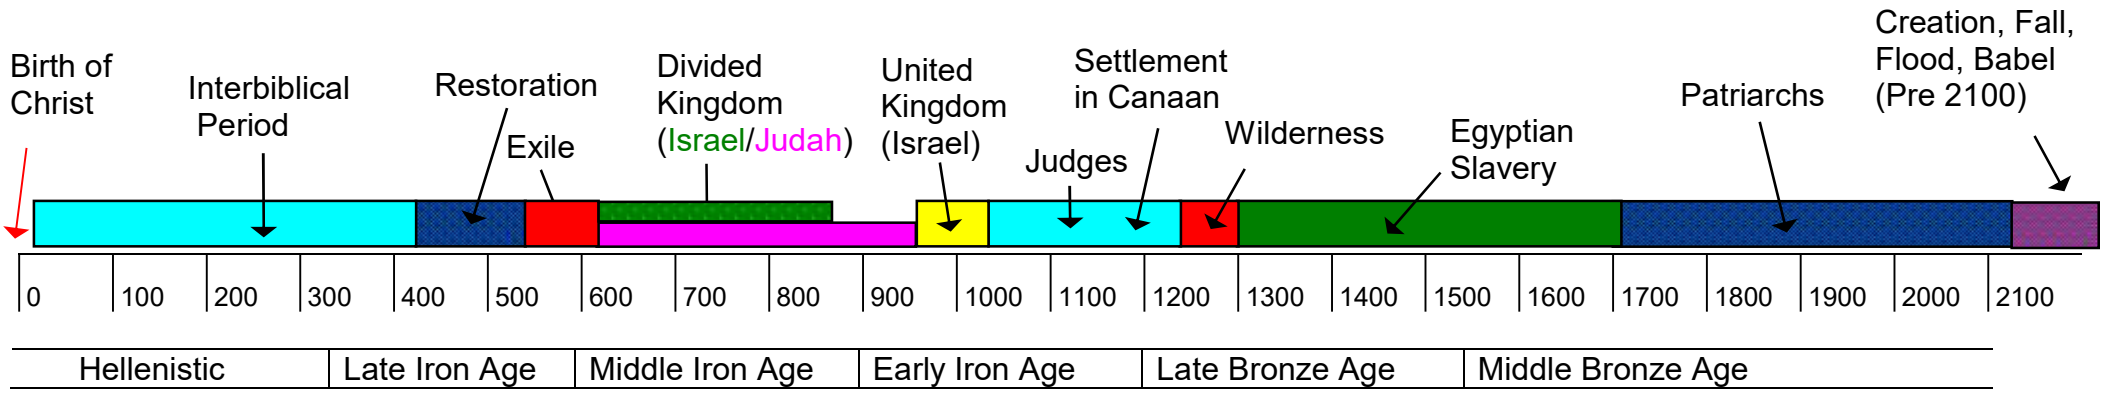 Birth of
Christ
Interbiblical
Period
Restoration
Exile
Divided
Kingdom
(Israel/Judah)
United
Kingdom
(Israel)
Judges
Settlement
in Canaan
Wilderness
Egyptian
Slavery
Patriarchs
Creation, Fall,
Flood, Babel
(Pre 2100)
0 100 200 300 400 500 600 700 800 900 1000 1100 1200 1300 1400 1500 1600 1700 1800 1900 2000 2100
Hellenistic Late Iron Age Middle Iron Age Early Iron Age Late Bronze Age Middle Bronze Age